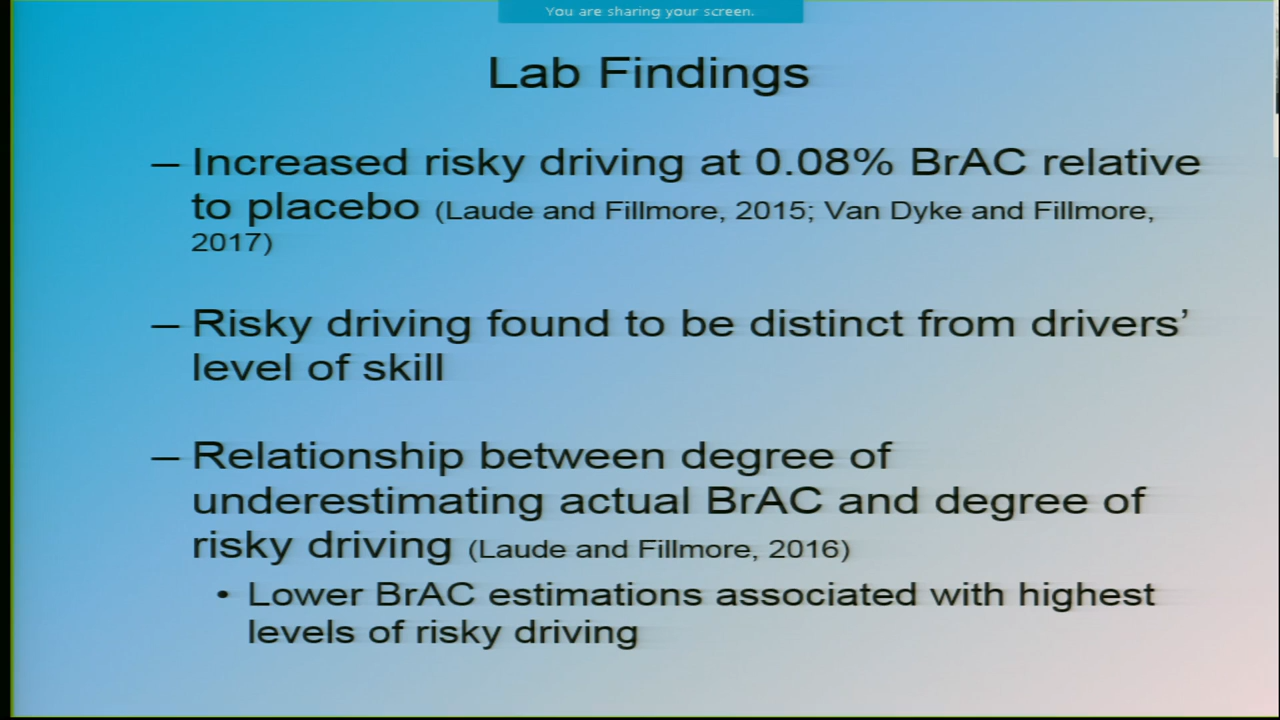 You are sharing your screen.
Lab Findings
– Increased risky driving at 0.08% BrAC relative
to placebo (Laude and Fillmore, 2015; Van Dyke and Fillmore,
2017)
– Risky driving found to be distinct from drivers’
level of skill
– Relationship between degree of
underestimating actual BrAC and degree of
risky driving (Laude and Fillmore, 2016)
• Lower BrAC estimations associated with highest
levels of risky driving